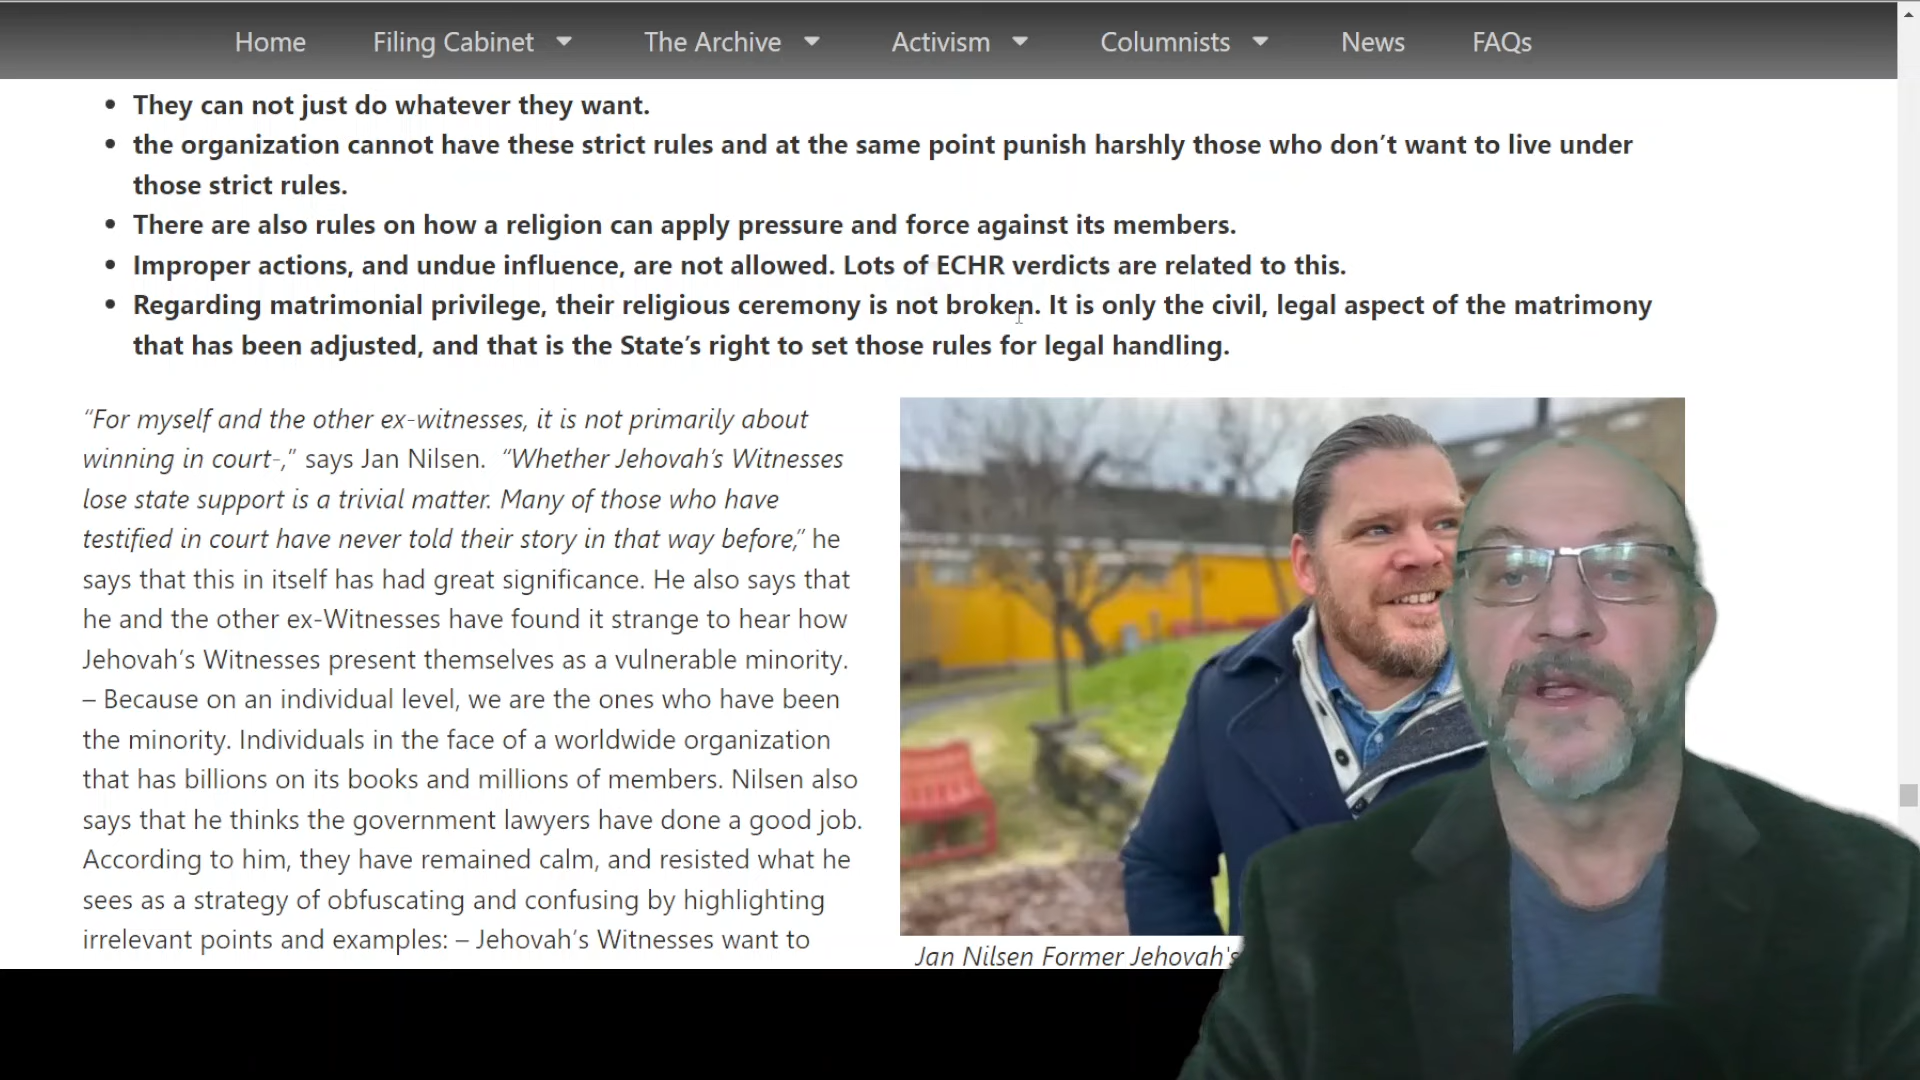 Home Filing Cabinet The Archive Activism Columnists News FAQs
• They can not just do whatever they want.
• the organization cannot have these strict rules and at the same point punish harshly those who don’t want to live under
those strict rules.
• There are also rules on how a religion can apply pressure and force against its members.
• Improper actions, and undue influence, are not allowed. Lots of ECHR verdicts are related to this.
• Regarding matrimonial privilege, their religious ceremony is not broken. It is only the civil, legal aspect of the matrimony
that has been adjusted, and that is the State’s right to set those rules for legal handling.
“For myself and the other ex-witnesses, it is not primarily about
winning in court-,” says Jan Nilsen. “Whether Jehovah’s Witnesses
lose state support is a trivial matter. Many of those who have
testified in court have never told their story in that way before,” he
says that this in itself has had great significance. He also says that
he and the other ex-Witnesses have found it strange to hear how
Jehovah’s Witnesses present themselves as a vulnerable minority.
– Because on an individual level, we are the ones who have been
the minority. Individuals in the face of a worldwide organization
that has billions on its books and millions of members. Nilsen also
says that he thinks the government lawyers have done a good job.
According to him, they have remained calm, and resisted what he
sees as a strategy of obfuscating and confusing by highlighting
irrelevant points and examples: – Jehovah’s Witnesses want to
Jan Nilsen Former Jehovah's